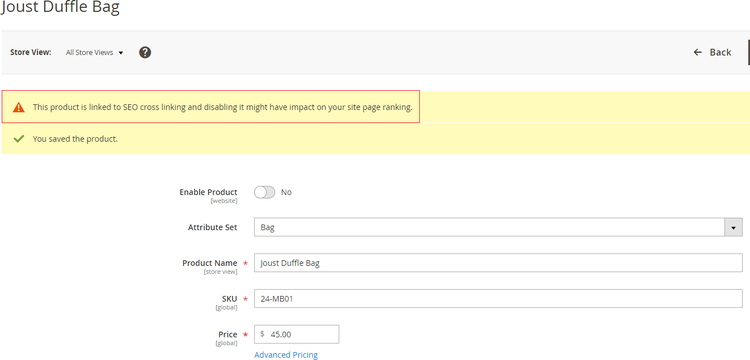 Joust Duffle Bag
Store View: All Store Views ?
Back
This product is linked to SEO cross linking and disabling it might have impact on your site page ranking.
You saved the product.
Enable Product No
[website]
Attribute Set Bag
Product Name * Joust Duffle Bag
[store view]
SKU * 24-MB01
[global]
Price * $ 45.00
[global]
Advanced Pricing